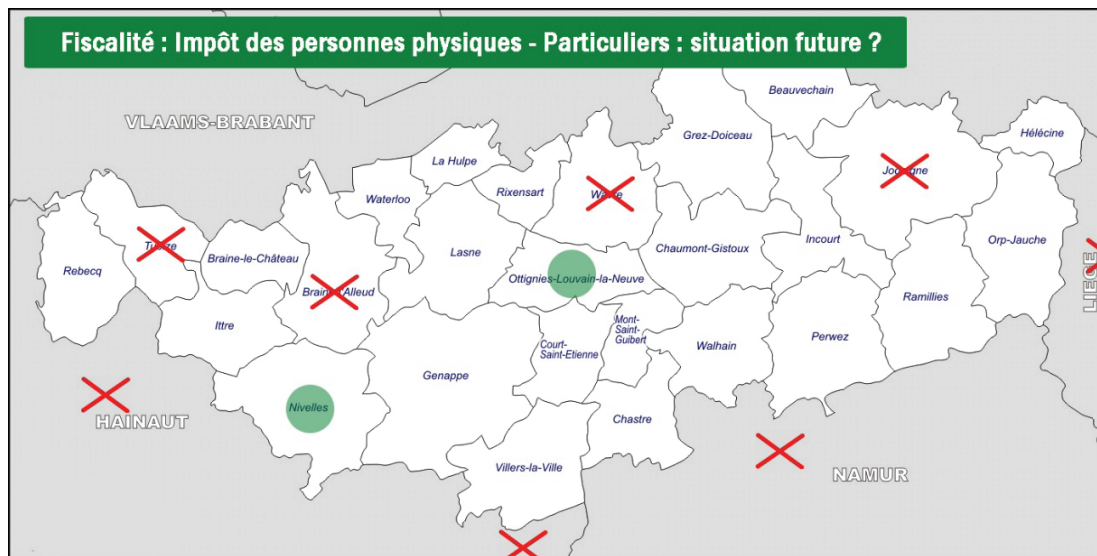 Fiscalité : Impôt des personnes physiques - Particuliers : situation future ?
VLAAMS-BRABANT
Beauvechain
Grez-Doiceau
Hélécine
La Hulpe
Waterloo
Rixensart
Rebecq
Braine-le-Château
Lasne
Chaumont-Gistoux
Incourt
Orp-Jauche
Ottignies-Louvain-la-Neuve
Ramillies
LIEGE
Ittre
Mont-
Saint-
Guibert
Court-
Saint-Etienne
Walhain
Perwez
Genappe
Nivelles
HAINAUT
Chastre
Villers-la-Ville
NAMUR